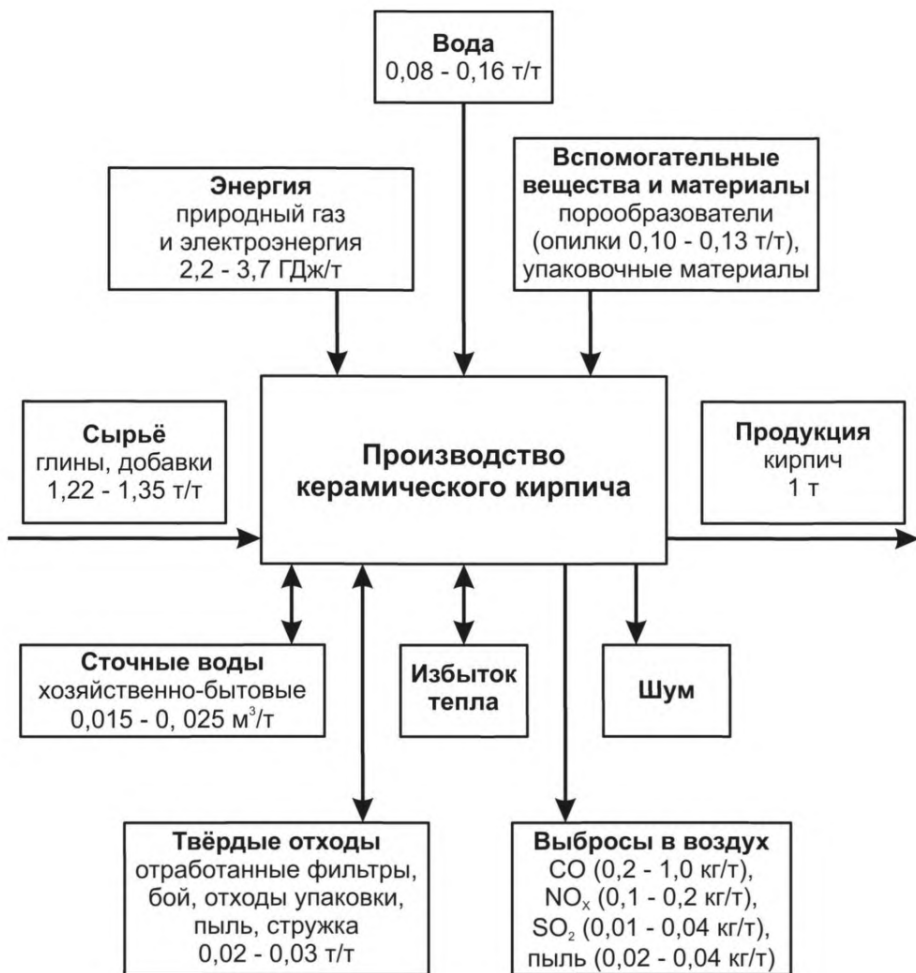 Вода
0,08 - 0,16 т/т
Энергия
природный газ
и электроэнергия
2,2 - 3,7 ГДж/т
Вспомогательные
вещества и материалы
порообразователи
(опилки 0,10 - 0,13 т/т),
упаковочные материалы
Сырьё
глины, добавки
1,22 - 1,35 т/т
Производство
керамического кирпича
Продукция
кирпич
1 т
Сточные воды
хозяйственно-бытовые
0,015 - 0, 025 м³/т
Избыток
тепла
Шум
Твёрдые отходы
отработанные фильтры,
бой, отходы упаковки,
пыль, стружка
0,02 - 0,03 т/т
Выбросы в воздух
CO (0,2 - 1,0 кг/т),
NOₓ (0,1 - 0,2 кг/т),
SO₂ (0,01 - 0,04 кг/т),
пыль (0,02 - 0,04 кг/т)